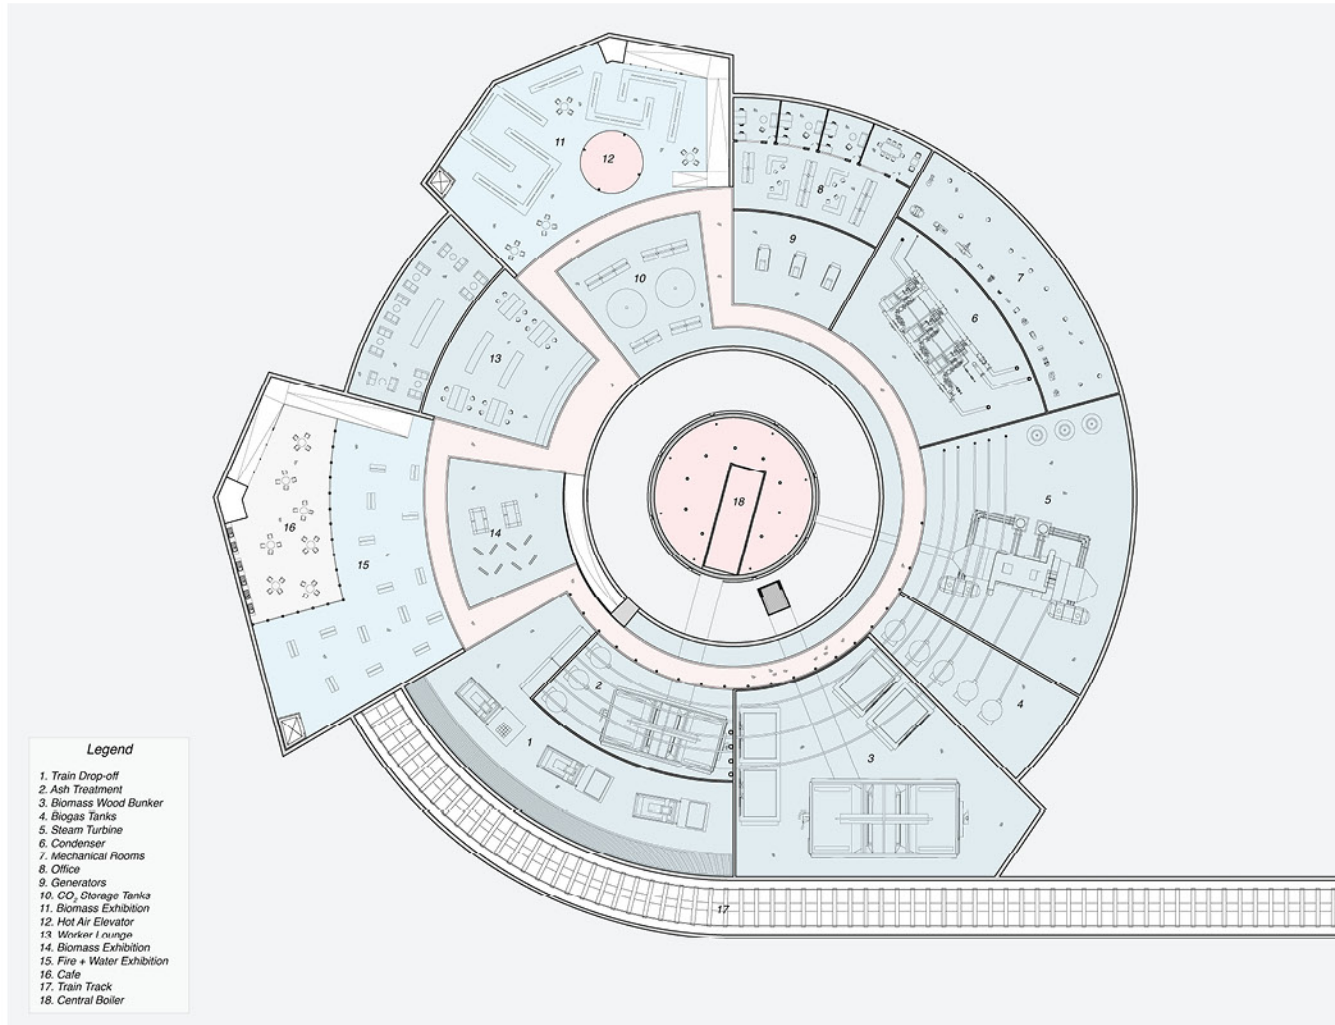 11
12
8
9
10
7
6
13
18
5
16
14
15
2
1
3
4
17
Legend
1. Train Drop-off
2. Ash Treatment
3. Biomass Wood Bunker
4. Biogas Tanks
5. Steam Turbine
6. Condenser
7. Mechanical Rooms
8. Office
9. Generators
10. CO₂ Storage Tanks
11. Biomass Exhibition
12. Hot Air Elevator
13. Worker Lounge
14. Biomass Exhibition
15. Fire + Water Exhibition
16. Cafe
17. Train Track
18. Central Boiler